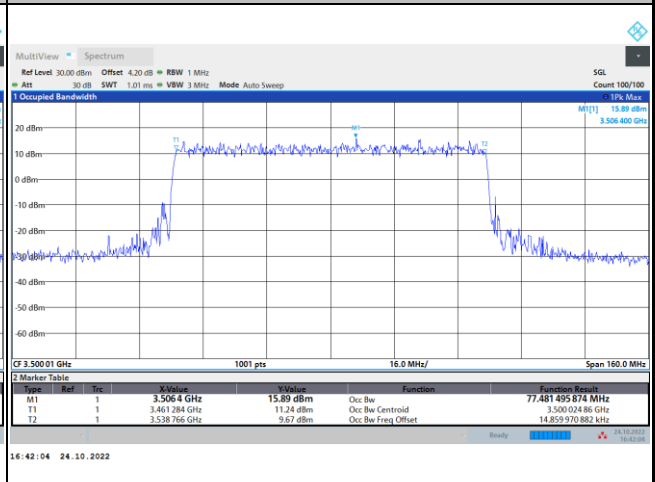 MultiView Spectrum
Ref Level 30.00 dBm Offset 4.20 dB RBW 1 MHz SGL
Att 30 dB SWT 1.01 ms VBW 3 MHz Mode Auto Sweep Count 100/100
1 Occupied Bandwidth 1Pk Max
M1[1] 15.89 dBm
3.506 400 GHz
M1
20 dBm
T1 T2
10 dBm
0 dBm
-10 dBm
-20 dBm
-30 dBm
-40 dBm
-50 dBm
-60 dBm
CF 3.500 01 GHz 1001 pts 16.0 MHz/ Span 160.0 MHz
2 Marker Table
Type Ref Trc X-Value Y-Value Function Function Result
M1 1 3.506 4 GHz 15.89 dBm Occ Bw 77.481 495 874 MHz
T1 1 3.461 284 GHz 11.24 dBm Occ Bw Centroid 3.500 024 86 GHz
T2 1 3.538 766 GHz 9.67 dBm Occ Bw Freq Offset 14.859 970 882 kHz
Ready 24.10.2022
16:42:04
16:42:04 24.10.2022